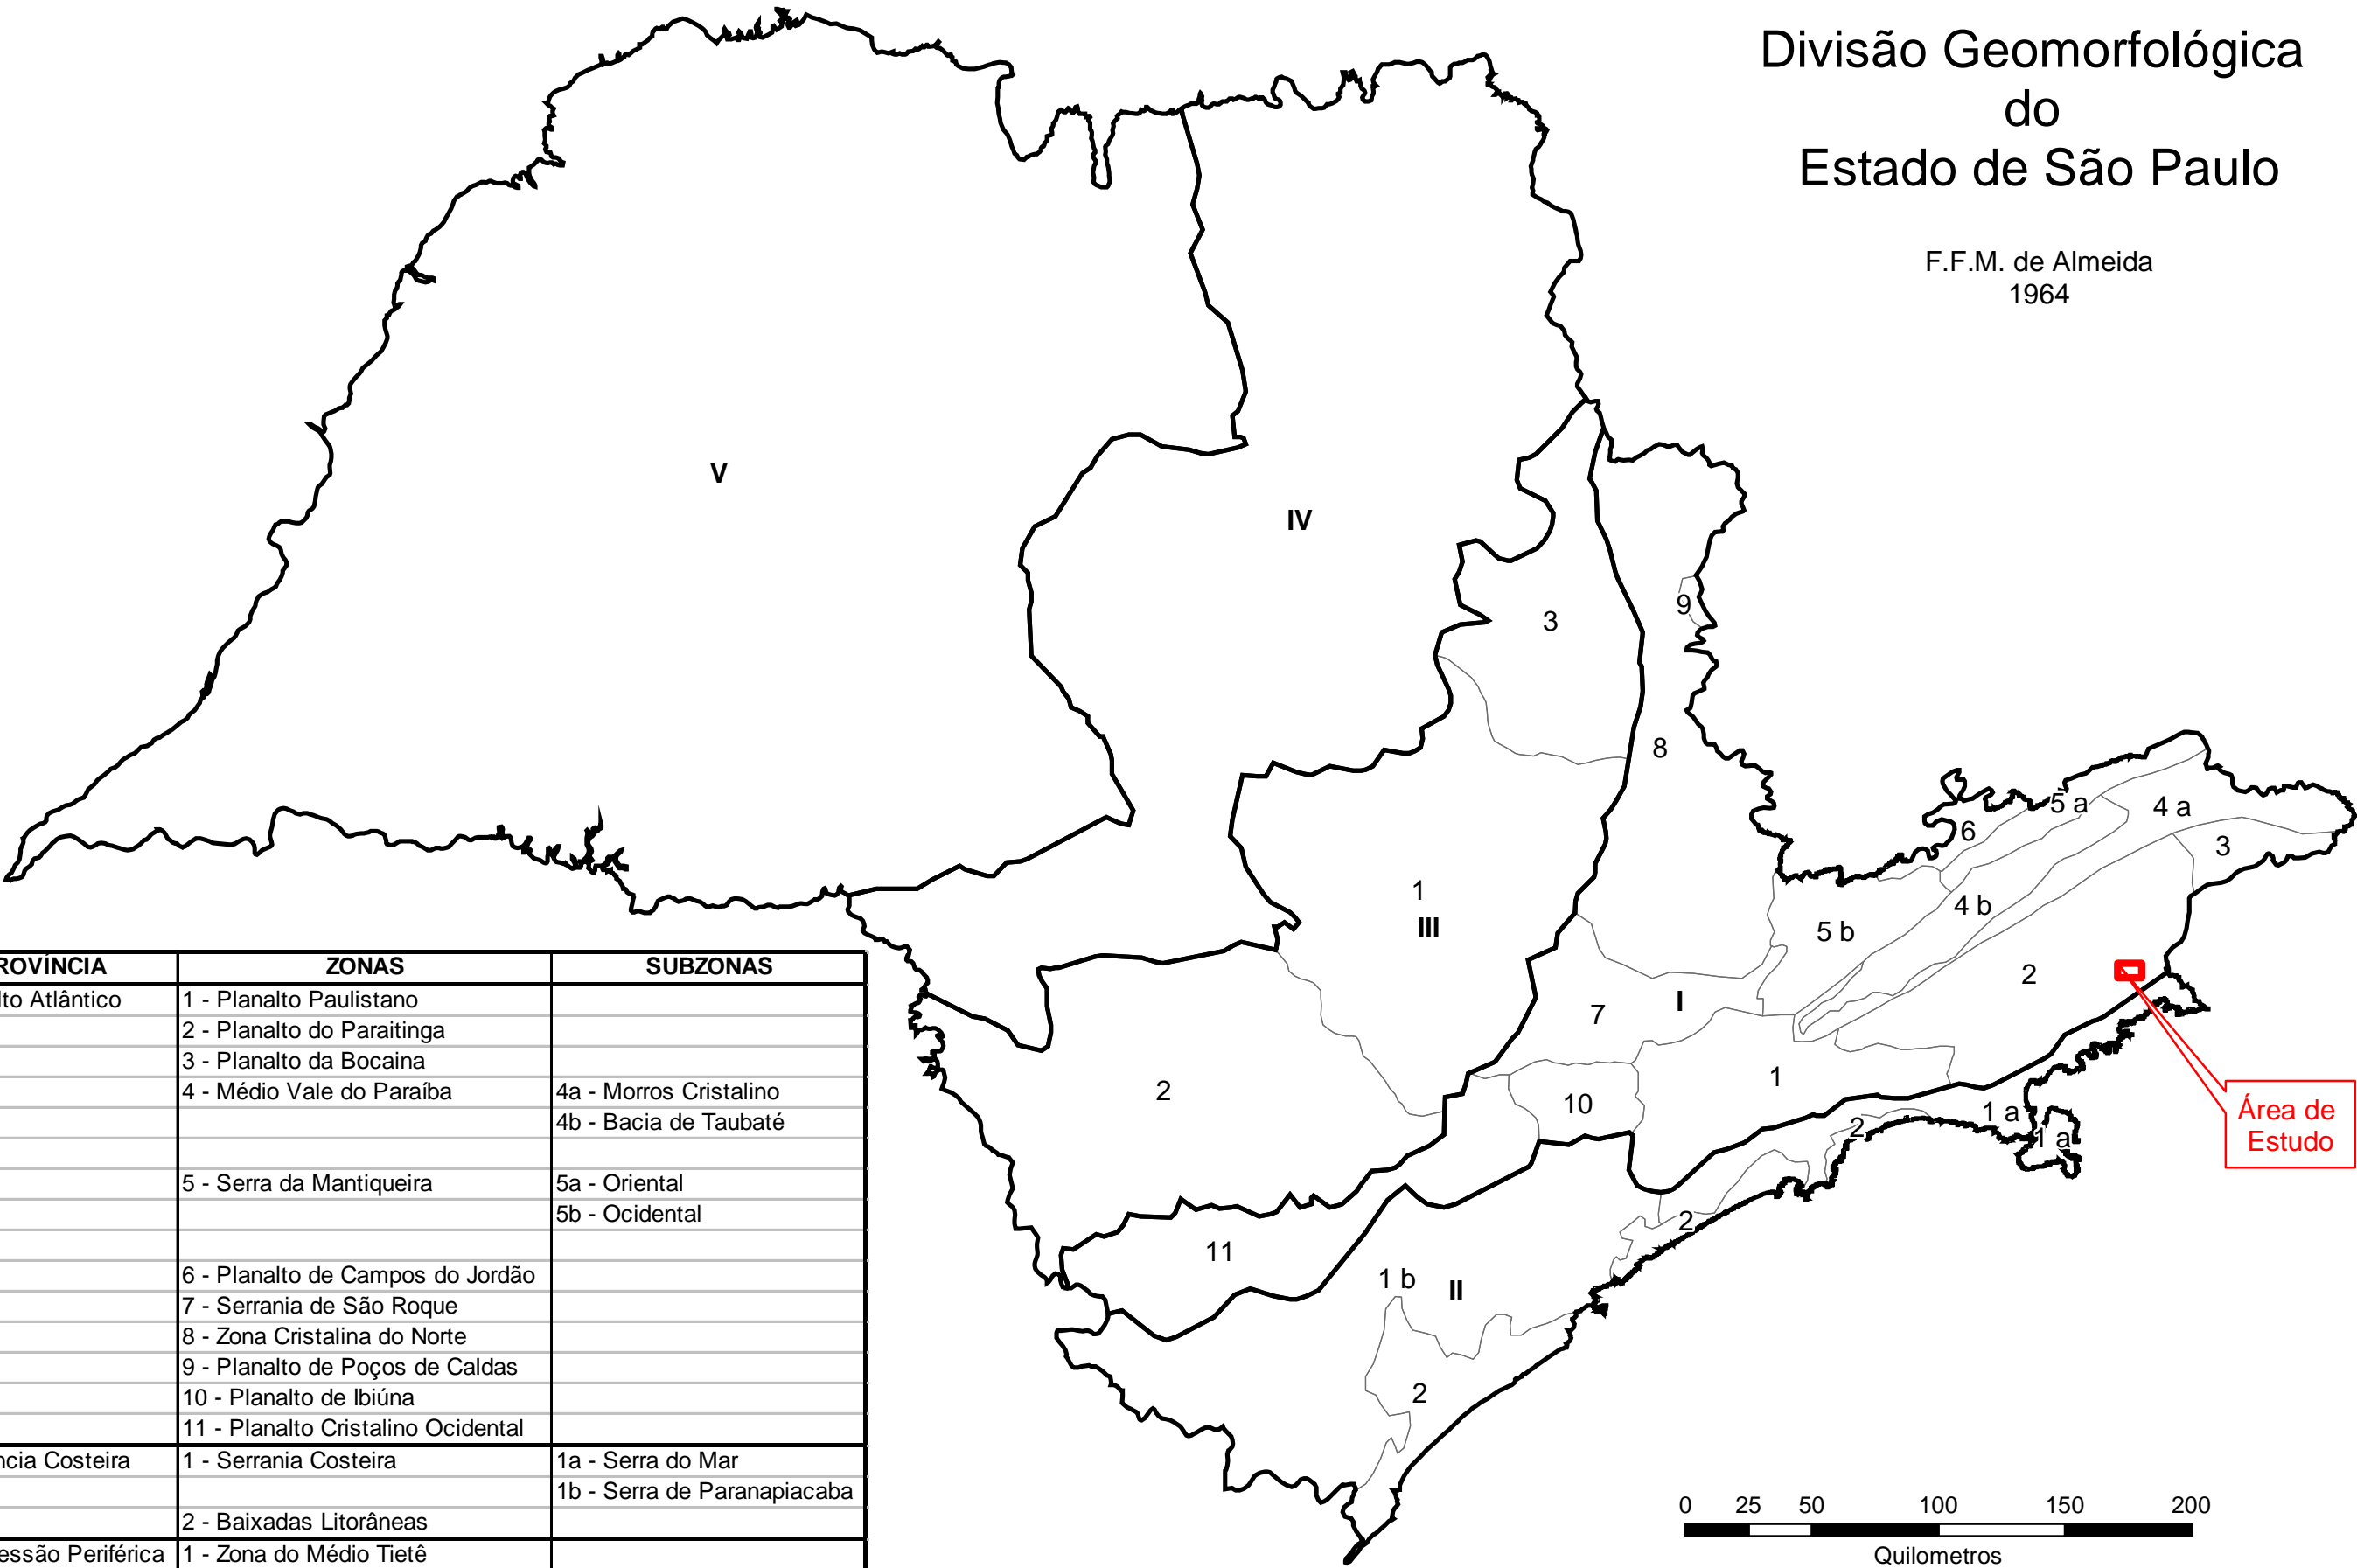 Divisão Geomorfológica
do
Estado de São Paulo
F.F.M. de Almeida
1964
V
IV
3
9
8
5 a
4 a
6
3
1
III
4 b
5 b
2
I
7
2
1
10
1 a
2
1 a
Área de
Estudo
2
11
1 b
II
2
ROVÍNCIA ZONAS SUBZONAS
lto Atlântico 1 - Planalto Paulistano
2 - Planalto do Paraitinga
3 - Planalto da Bocaina
4 - Médio Vale do Paraíba 4a - Morros Cristalino
4b - Bacia de Taubaté
5 - Serra da Mantiqueira 5a - Oriental
5b - Ocidental
6 - Planalto de Campos do Jordão
7 - Serrania de São Roque
8 - Zona Cristalina do Norte
9 - Planalto de Poços de Caldas
10 - Planalto de Ibiúna
11 - Planalto Cristalino Ocidental
ncia Costeira 1 - Serrania Costeira 1a - Serra do Mar
1b - Serra de Paranapiacaba
2 - Baixadas Litorâneas
essão Periférica 1 - Zona do Médio Tietê
0 25 50 100 150 200
Quilometros